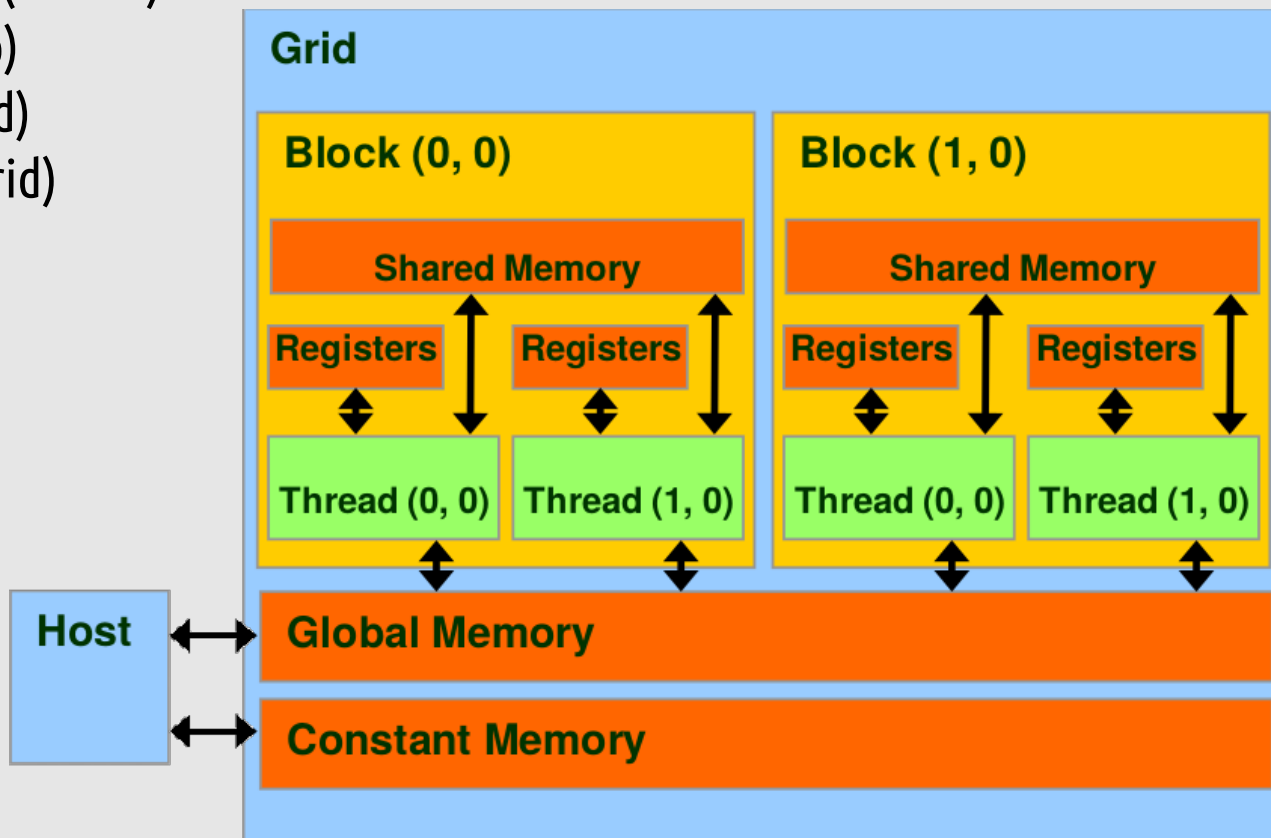 )
d)
rid)
Grid
Block (0, 0)
Block (1, 0)
Shared Memory
Shared Memory
Registers
Registers
Registers
Registers
Thread (0, 0)
Thread (1, 0)
Thread (0, 0)
Thread (1, 0)
Host
Global Memory
Constant Memory